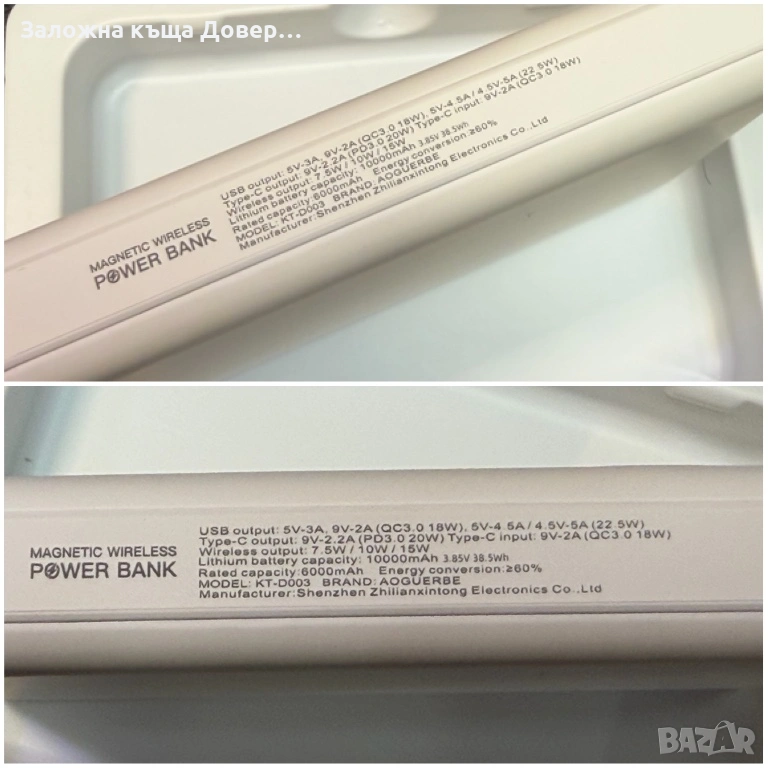 Заложна къща Довер...
USB output: 5V-3A, 9V-2A (QC3.0 18W), 5V-4.5A / 4.5V-5A (22.5W)
Type-C output: 9V-2.2A (PD3.0 20W) Type-C input: 9V-2A (QC3.0 18W)
Wireless output: 7.5W / 10W / 15W
Lithium battery capacity: 10000mAh 3.85V 38.5Wh
Rated capacity:6000mAh Energy conversion:≥60%
MODEL: KT-D003 BRAND: AOGUERBE
Manufacturer:Shenzhen Zhilianxintong Electronics Co.,Ltd
MAGNETIC WIRELESS
POWER BANK
USB output: 5V-3A, 9V-2A (QC3.0 18W), 5V-4.5A / 4.5V-5A (22.5W)
Type-C output: 9V-2.2A (PD3.0 20W) Type-C input: 9V-2A (QC3.0 18W)
Wireless output: 7.5W / 10W / 15W
Lithium battery capacity: 10000mAh 3.85V 38.5Wh
Rated capacity:6000mAh Energy conversion:≥60%
MODEL: KT-D003 BRAND: AOGUERBE
Manufacturer:Shenzhen Zhilianxintong Electronics Co.,Ltd
MAGNETIC WIRELESS
POWER BANK
BAZAR